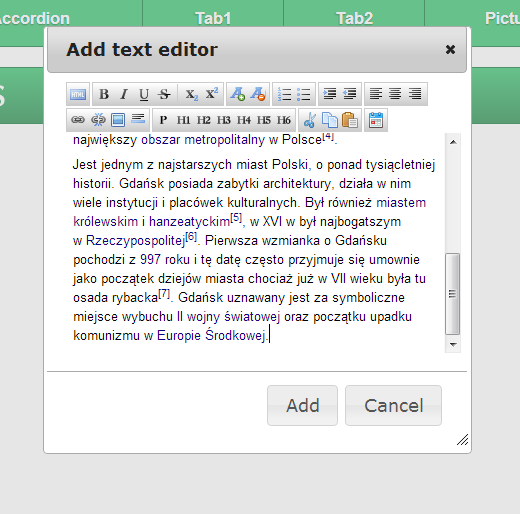 ccordion Tab1 Tab2 Pictu
S
Add text editor
HTML B I U S X2 X2 A A
P H1 H2 H3 H4 H5 H6
największy obszar metropolitalny w Polsce[4].
Jest jednym z najstarszych miast Polski, o ponad tysiącletniej
historii. Gdańsk posiada zabytki architektury, działa w nim
wiele instytucji i placówek kulturalnych. Był również miastem
królewskim i hanzeatyckim[5], w XVI w był najbogatszym
w Rzeczypospolitej[6]. Pierwsza wzmianka o Gdańsku
pochodzi z 997 roku i tę datę często przyjmuje się umownie
jako początek dziejów miasta chociaż już w VII wieku była tu
osada rybacka[7]. Gdańsk uznawany jest za symboliczne
miejsce wybuchu II wojny światowej oraz początku upadku
komunizmu w Europie Środkowej.
Add Cancel